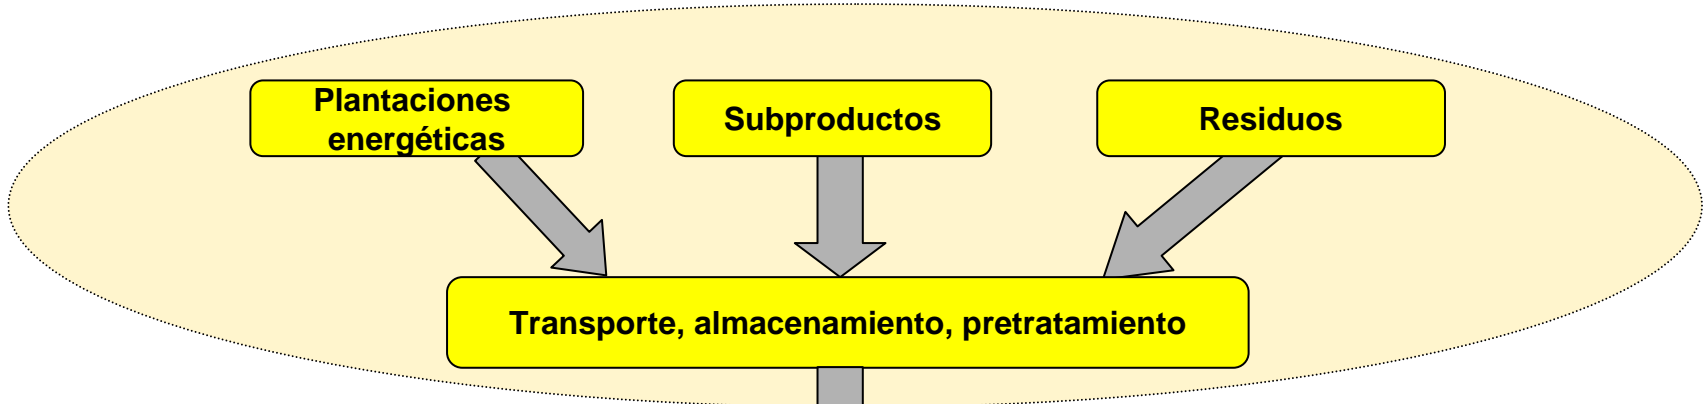 Plantaciones
energéticas
Subproductos
Residuos
Transporte, almacenamiento, pretratamiento